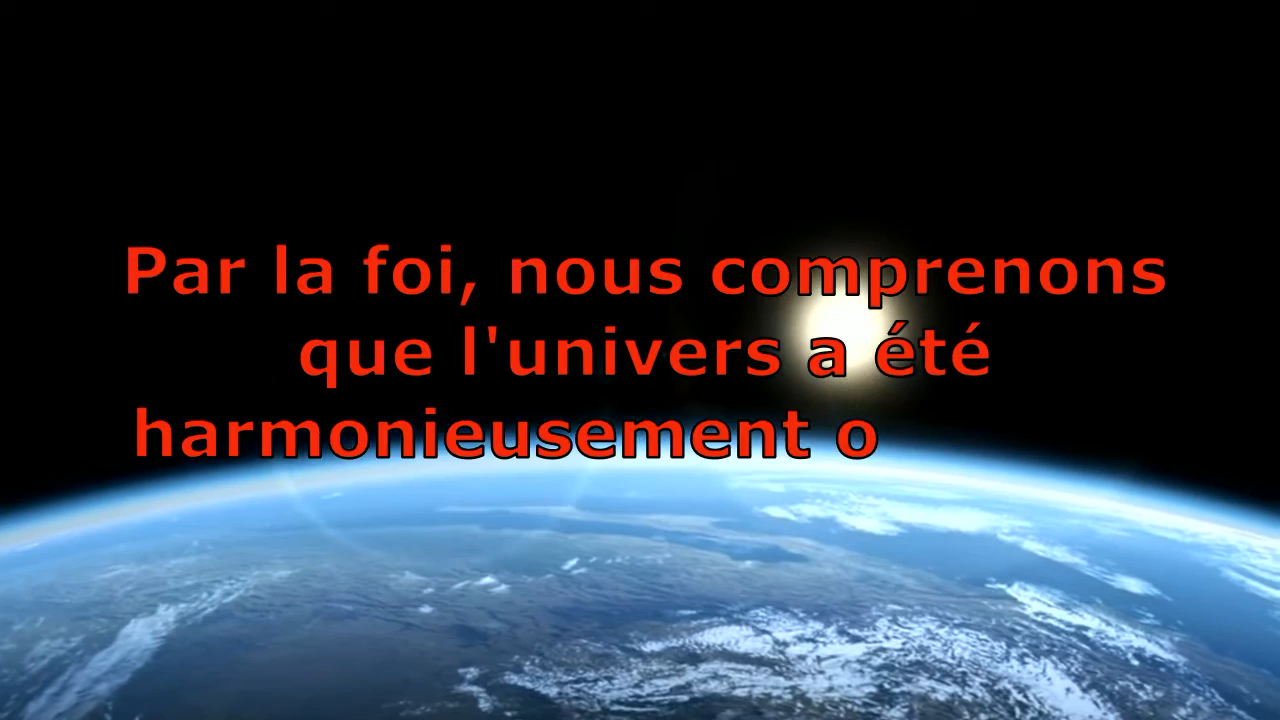 Par la foi, nous comprenons
que l'univers a été
harmonieusement o